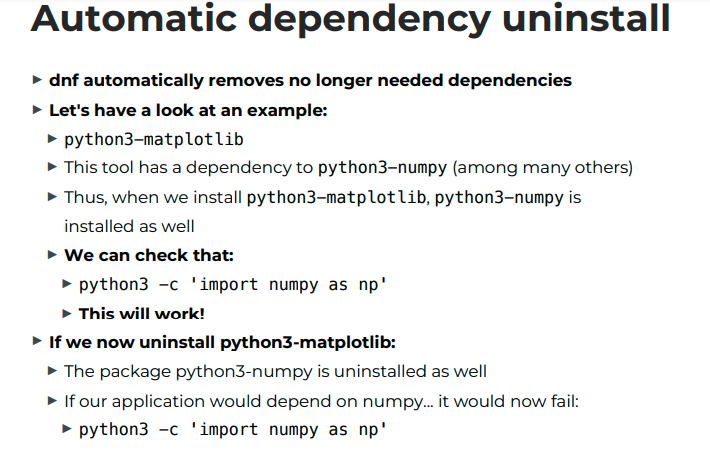 Automatic dependency uninstall
▶ dnf automatically removes no longer needed dependencies
▶ Let's have a look at an example:
▶ python3-matplotlib
▶ This tool has a dependency to python3-numpy (among many others)
▶ Thus, when we install python3-matplotlib, python3-numpy is
installed as well
▶ We can check that:
▶ python3 -c 'import numpy as np'
▶ This will work!
▶ If we now uninstall python3-matplotlib:
▶ The package python3-numpy is uninstalled as well
▶ If our application would depend on numpy... it would now fail:
▶ python3 -c 'import numpy as np'